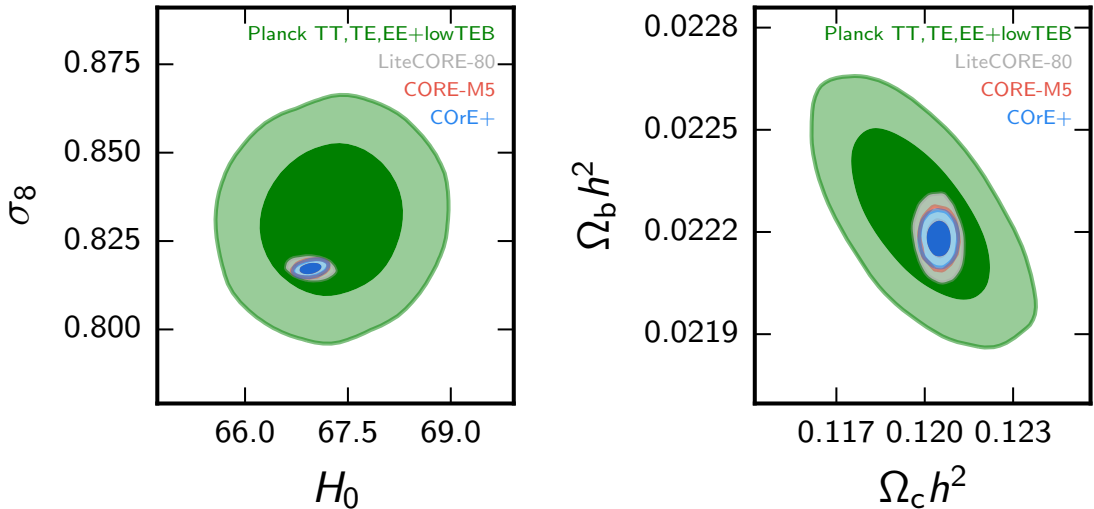 Planck TT,TE,EE+lowTEB
LiteCORE-80
CORE-M5
COrE+
0.875
0.850
0.825
0.800
σ8
66.0 67.5 69.0
H0
Planck TT,TE,EE+lowTEB
LiteCORE-80
CORE-M5
COrE+
0.0228
0.0225
0.0222
0.0219
Ωbh²
0.117 0.120 0.123
Ωch²